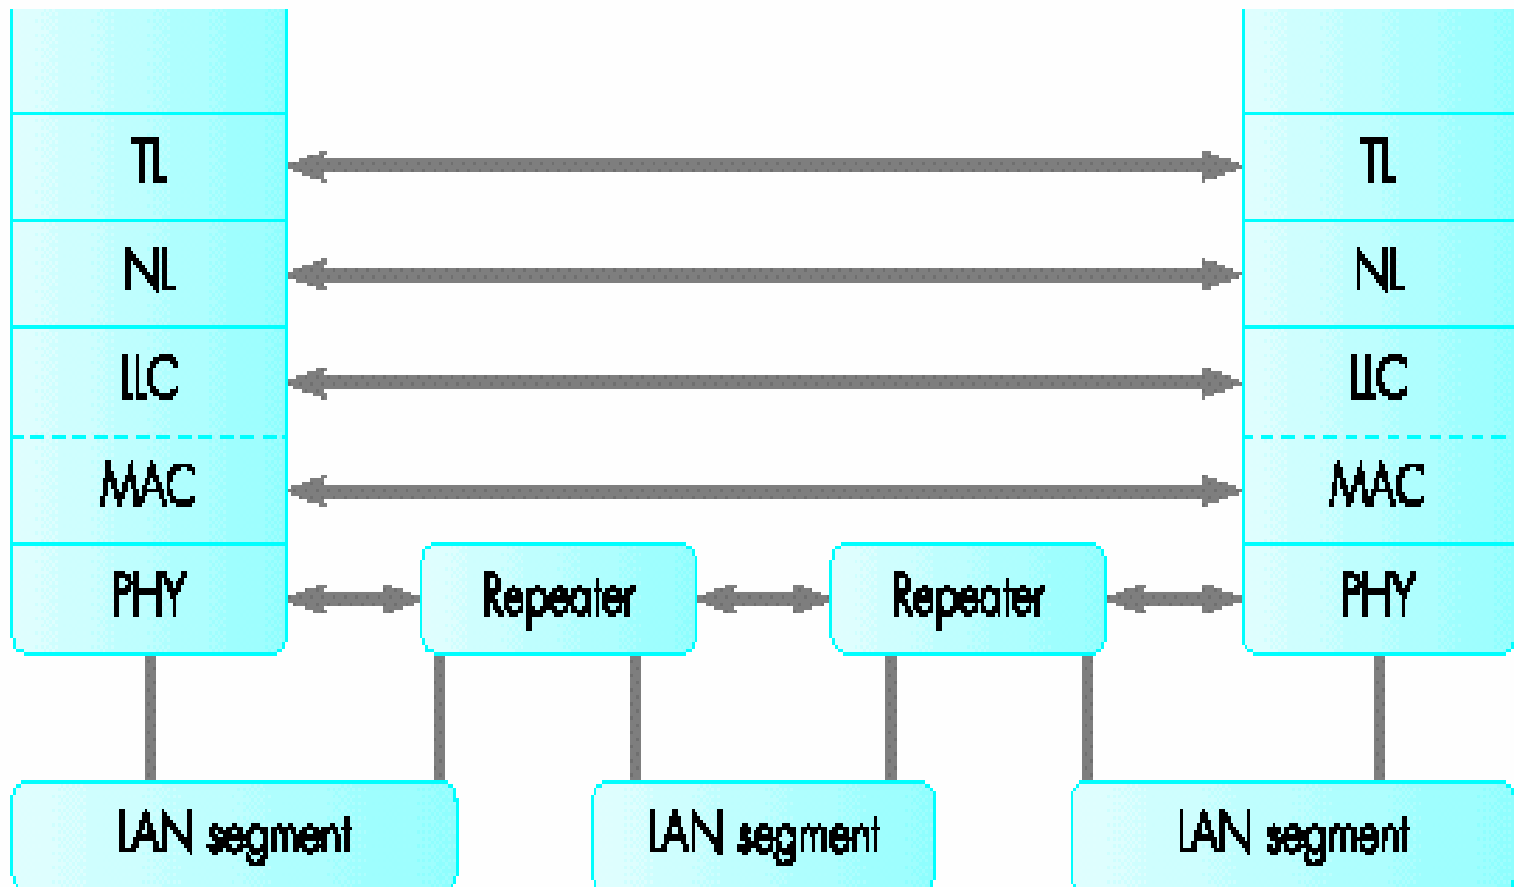 TL TL
NL NL
LLC LLC
MAC MAC
PHY Repeater Repeater PHY
LAN segment LAN segment LAN segment